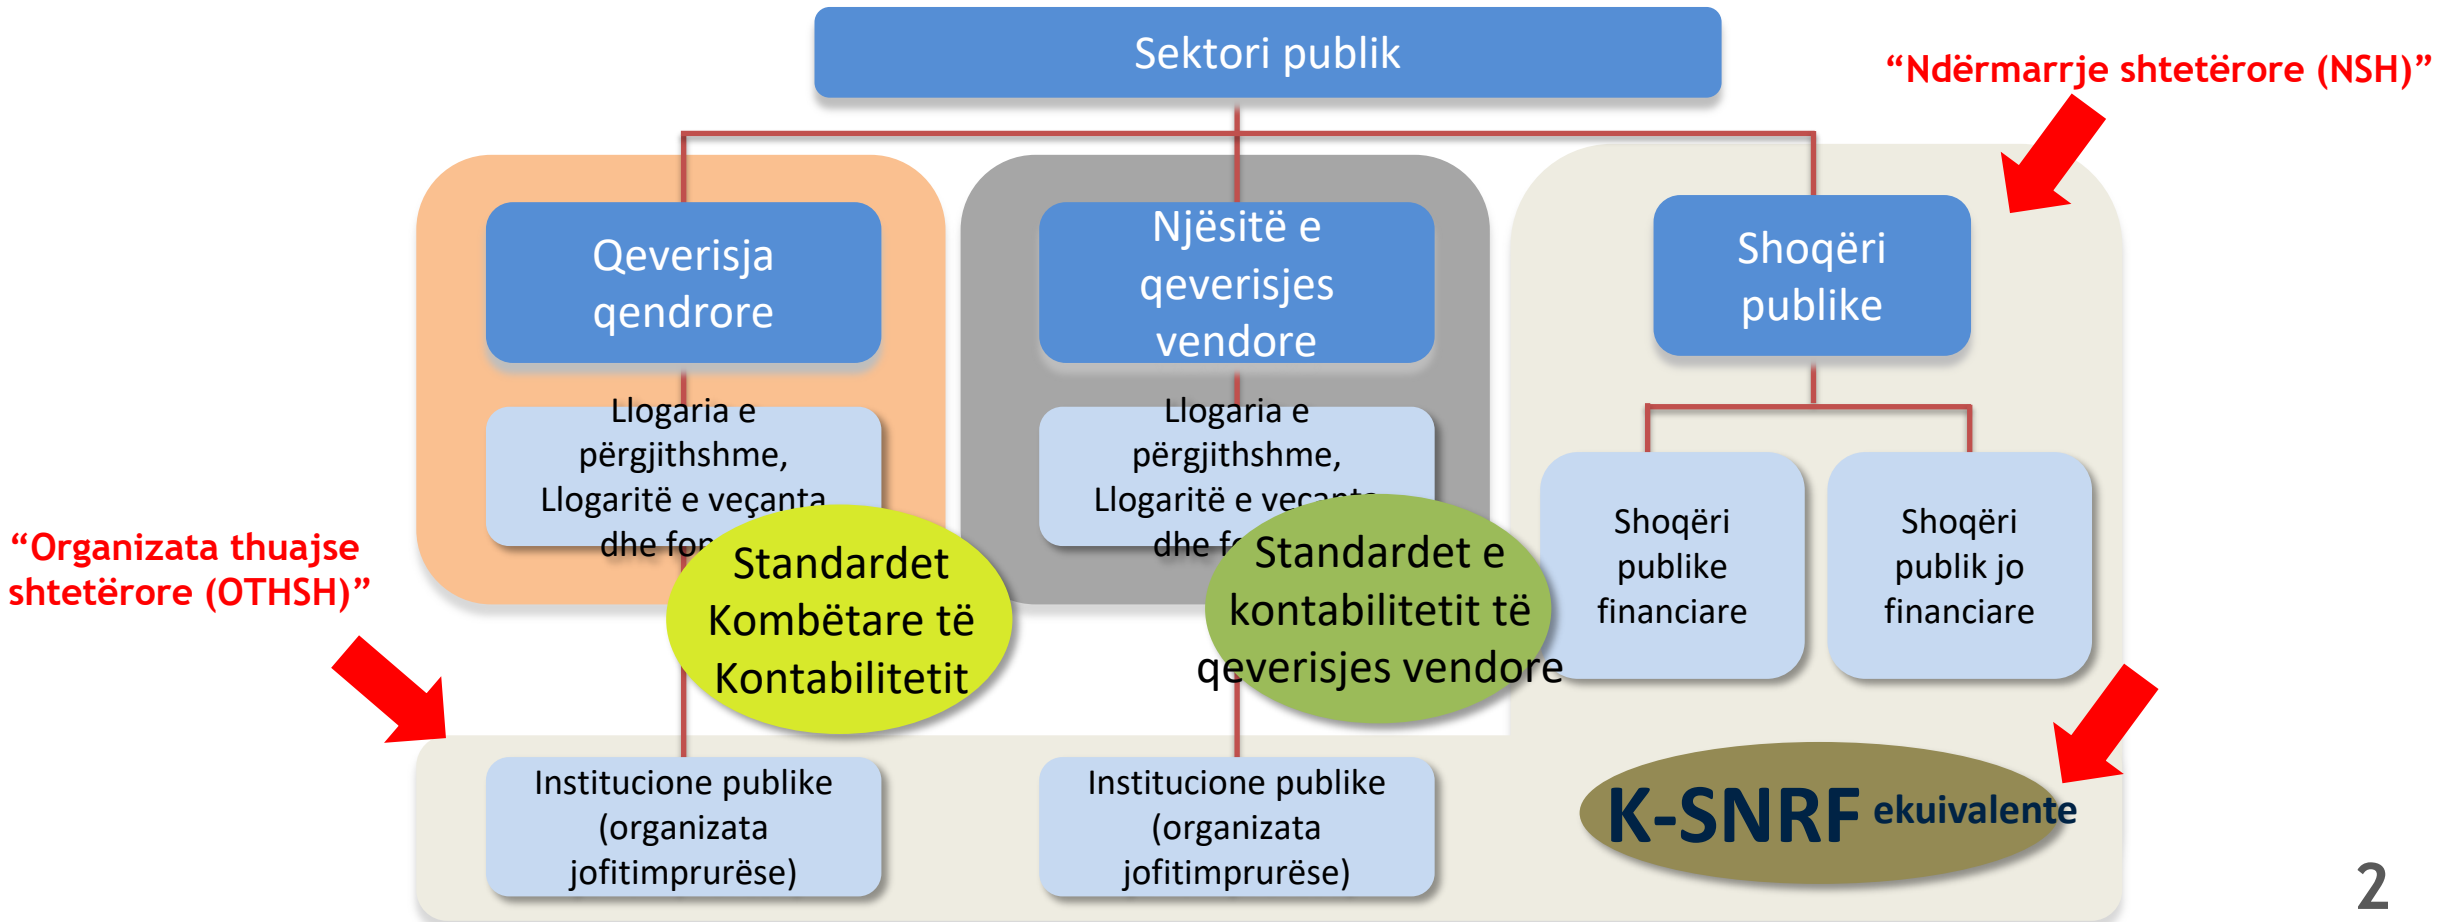 Sektori publik
“Ndërmarrje shtetërore (NSH)”
Qeverisja
qendrore
Njësitë e
qeverisjes
vendore
Shoqëri
publike
Llogaria e
përgjithshme,
Llogaritë e veçanta
dhe
Llogaria e
përgjithshme,
Llogaritë e veçanta
dhe
“Organizata thuajse
shtetërore (OTHSH)”
Standardet
Kombëtare të
Kontabilitetit
Standardet e
kontabilitetit të
qeverisjes vendore
Shoqëri
publike
financiare
Shoqëri
publik jo
financiare
Institucione publike
(organizata
jofitimprurëse)
Institucione publike
(organizata
jofitimprurëse)
K-SNRF ekuivalente
2